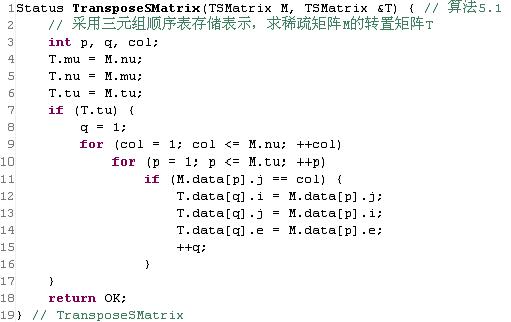 1Status TransposeSMatrix(TSMatrix M, TSMatrix &T) { // 算法5.1
2    // 采用三元组顺序表存储表示，求稀疏矩阵M的转置矩阵T
3    int p, q, col;
4    T.mu = M.nu;
5    T.nu = M.mu;
6    T.tu = M.tu;
7    if (T.tu) {
8        q = 1;
9        for (col = 1; col <= M.nu; ++col)
10            for (p = 1; p <= M.tu; ++p)
11                if (M.data[p].j == col) {
12                    T.data[q].i = M.data[p].j;
13                    T.data[q].j = M.data[p].i;
14                    T.data[q].e = M.data[p].e;
15                    ++q;
16                }
17    }
18    return OK;
19} // TransposeSMatrix